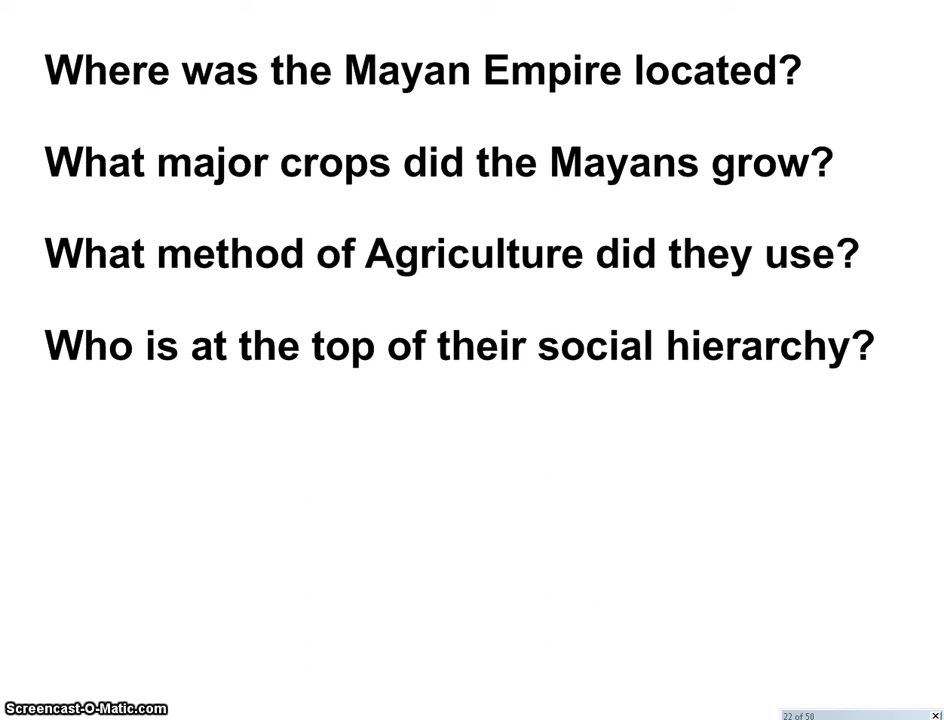 Where was the Mayan Empire located?
What major crops did the Mayans grow?
What method of Agriculture did they use?
Who is at the top of their social hierarchy?
Screencast-O-Matic.com
22 of 50